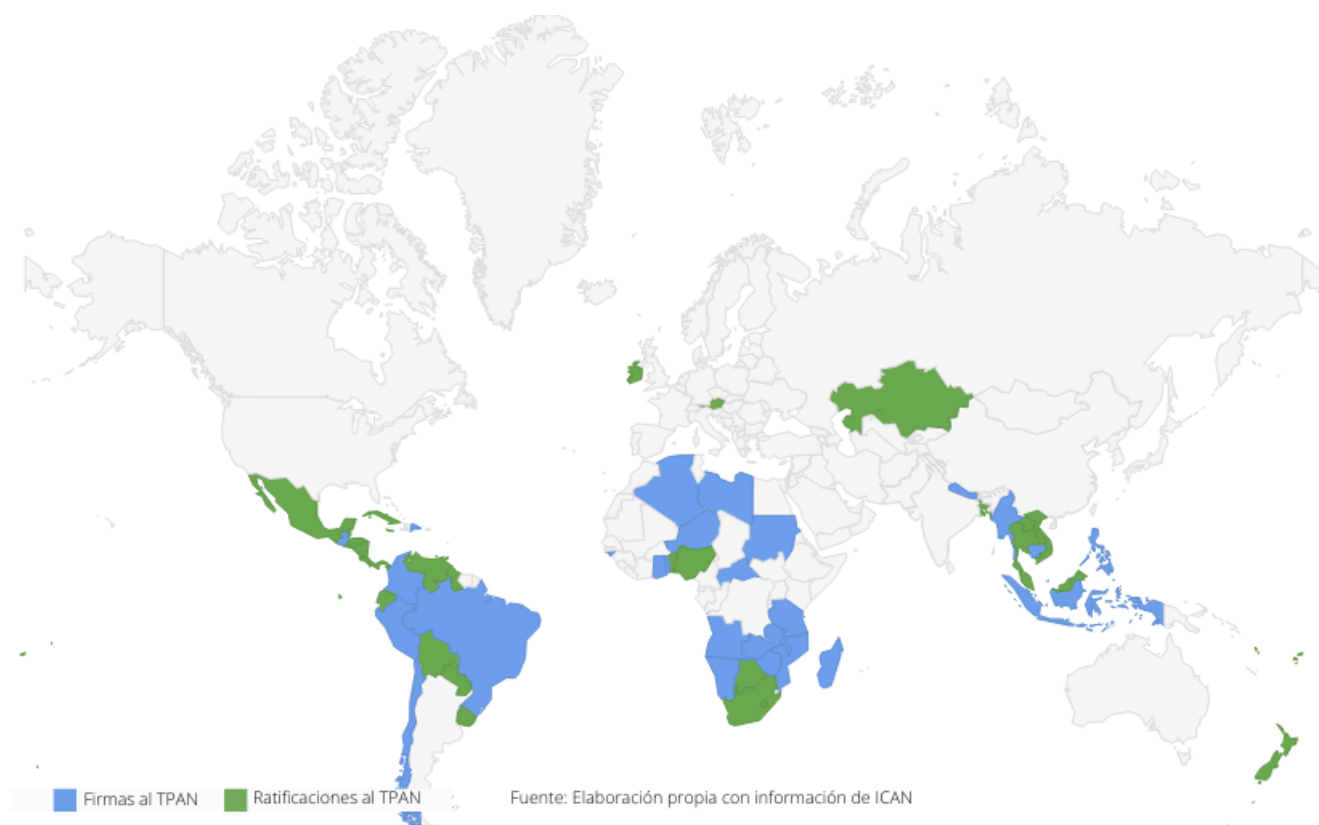 Firmas al TPAN
Ratificaciones al TPAN
Fuente: Elaboración propia con información de ICAN